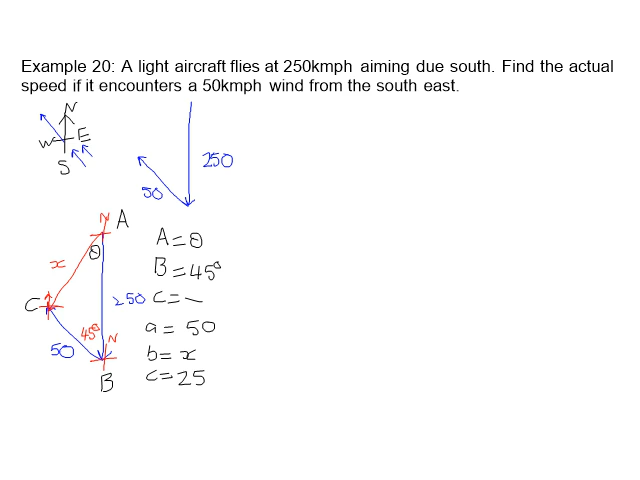 Example 20: A light aircraft flies at 250kmph aiming due south. Find the actual
speed if it encounters a 50kmph wind from the south east.
N
W E
S
250
50
N A
θ
x
C
250
45°
N
50
B
A=θ
B=45°
C=–
a=50
b=x
c=25